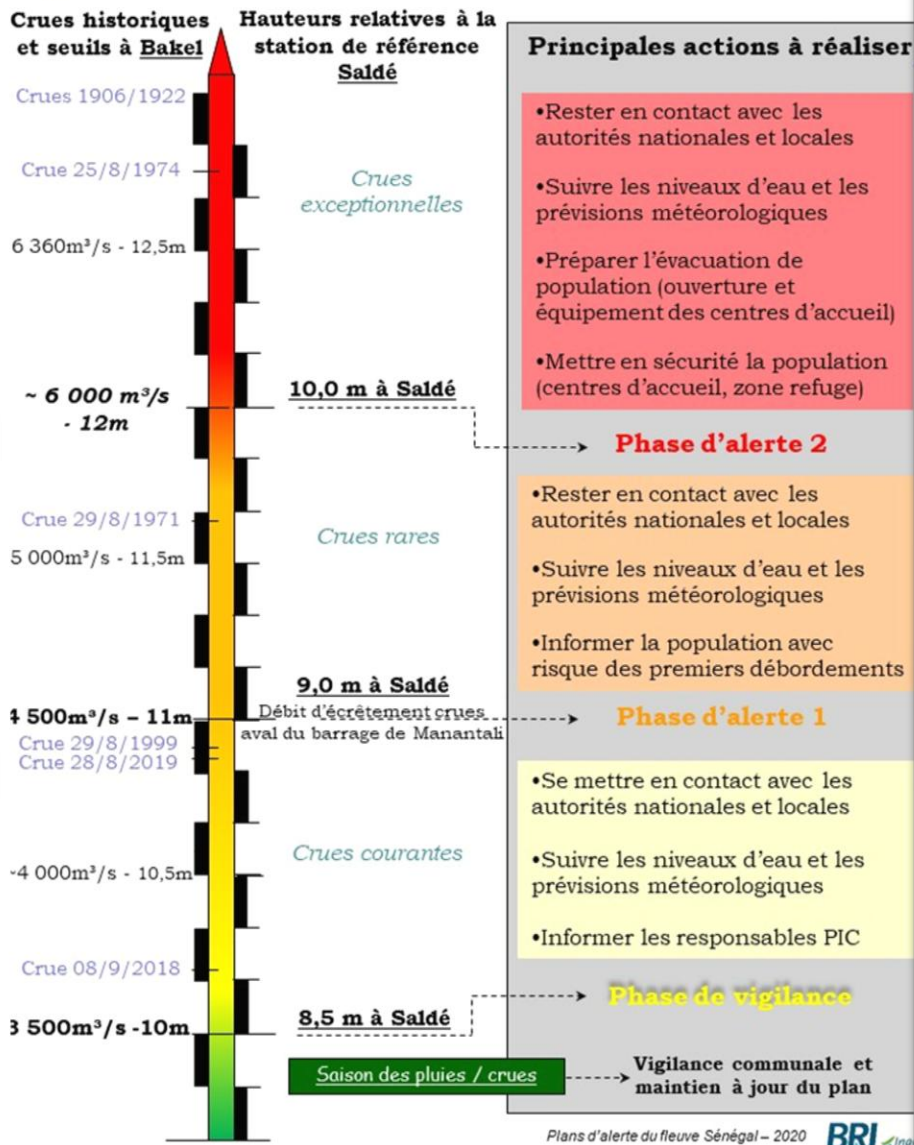 Crues historiques
et seuils à Bakel
Hauteurs relatives à la
station de référence
Saldé
Principales actions à réaliser
Crues 1906/1922
Crue 25/8/1974
6 360m³/s - 12,5m
~ 6 000 m³/s
- 12m
Crue 29/8/1971
5 000m³/s - 11,5m
4 500m³/s – 11m
Crue 29/8/1999
Crue 28/8/2019
~4 000m³/s - 10,5m
Crue 08/9/2018
3 500m³/s -10m
Crues
exceptionnelles
10,0 m à Saldé
Crues rares
9,0 m à Saldé
Débit d'écrêtement crues
aval du barrage de Manantali
Crues courantes
8,5 m à Saldé
Saison des pluies / crues
•Rester en contact avec les
autorités nationales et locales
•Suivre les niveaux d'eau et les
prévisions météorologiques
•Préparer l'évacuation de
population (ouverture et
équipement des centres d'accueil)
•Mettre en sécurité la population
(centres d'accueil, zone refuge)
Phase d'alerte 2
•Rester en contact avec les
autorités nationales et locales
•Suivre les niveaux d'eau et les
prévisions météorologiques
•Informer la population avec
risque des premiers débordements
Phase d'alerte 1
•Se mettre en contact avec les
autorités nationales et locales
•Suivre les niveaux d'eau et les
prévisions météorologiques
•Informer les responsables PIC
Phase de vigilance
Vigilance communale et
maintien à jour du plan
Plans d'alerte du fleuve Sénégal – 2020